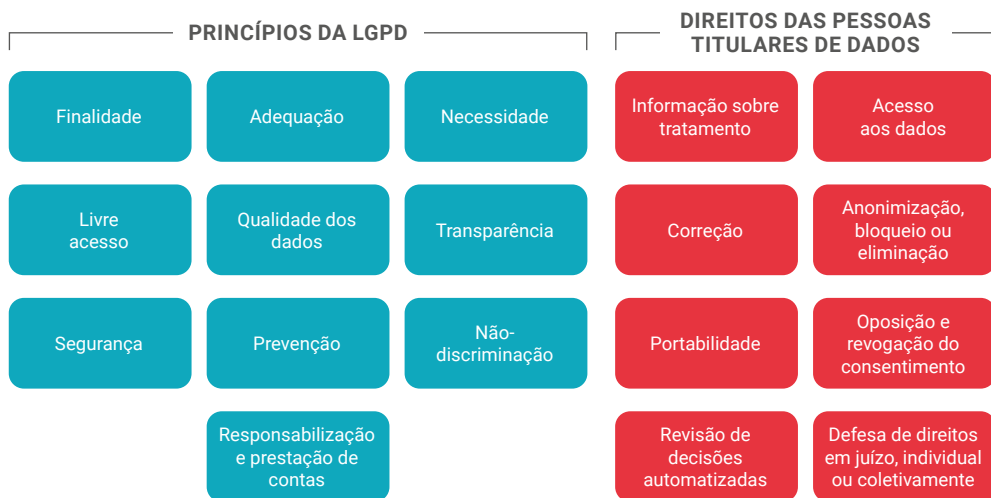 PRINCÍPIOS DA LGPD
Finalidade
Adequação
Necessidade
Livre
acesso
Qualidade dos
dados
Transparência
Segurança
Prevenção
Não-
discriminação
Responsabilização
e prestação de
contas
DIREITOS DAS PESSOAS
TITULARES DE DADOS
Informação sobre
tratamento
Acesso
aos dados
Correção
Anonimização,
bloqueio ou
eliminação
Portabilidade
Oposição e
revogação do
consentimento
Revisão de
decisões
automatizadas
Defesa de direitos
em juízo, individual
ou coletivamente